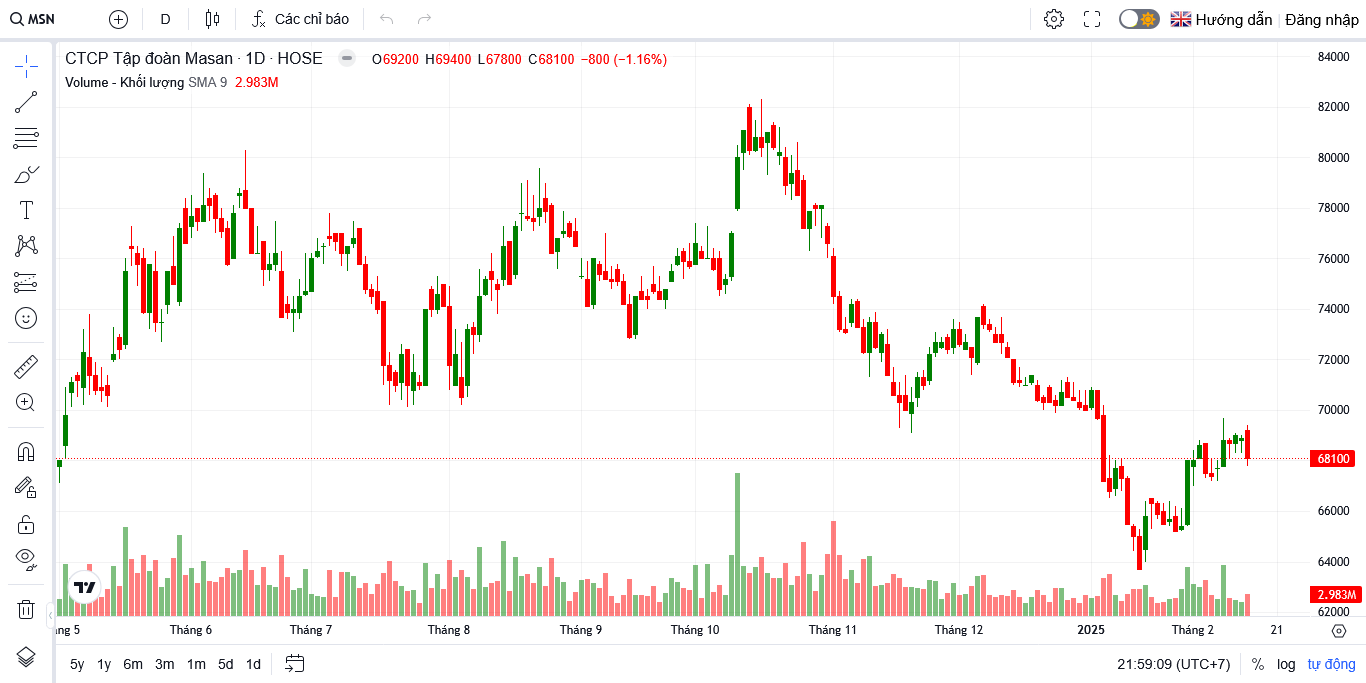 MSN D Các chỉ báo Hướng dẫn Đăng nhập
CTCP Tập đoàn Masan · 1D · HOSE O69200 H69400 L67800 C68100 −800 (−1.16%)
Volume - Khối lượng SMA 9 2.983M
84000
82000
80000
78000
76000
74000
72000
70000
68100
66000
64000
2.983M
62000
ng 5 Tháng 6 Tháng 7 Tháng 8 Tháng 9 Tháng 10 Tháng 11 Tháng 12 2025 Tháng 2 21
5y 1y 6m 3m 1m 5d 1d 21:59:09 (UTC+7) % log tự động